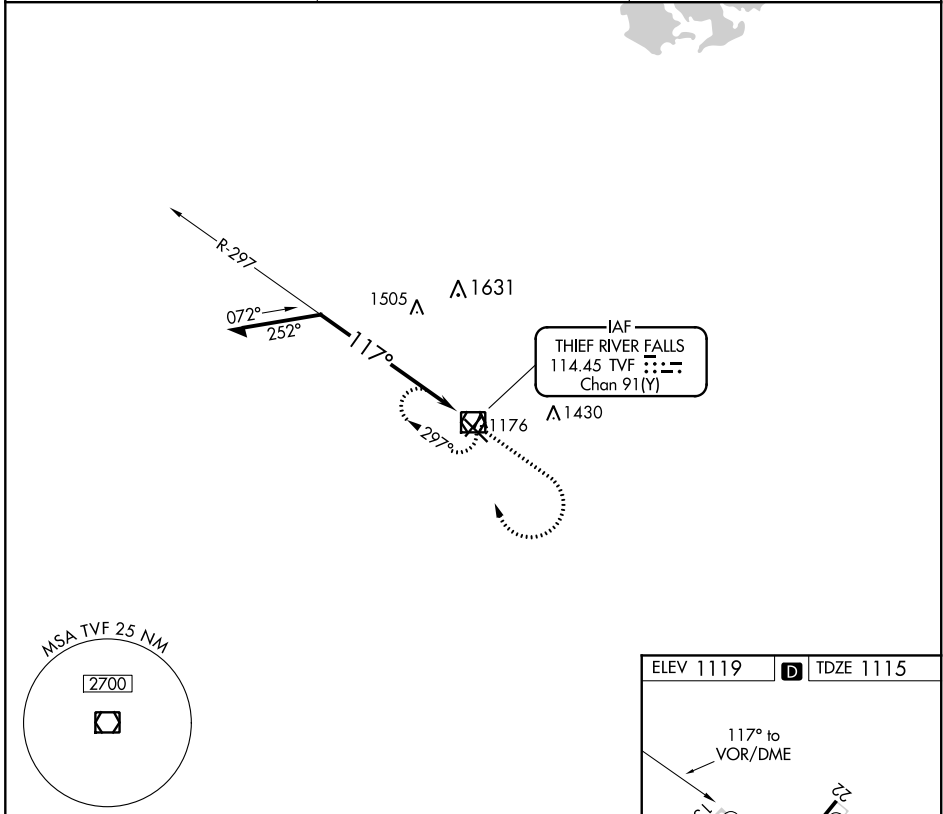 R-297
1505
1631
072°
252°
117°
IAF
THIEF RIVER FALLS
114.45 TVF
Chan 91(Y)
1176
1430
297°
MSA TVF 25 NM
2700
ELEV 1119
D
TDZE 1115
117° to
VOR/DME
22